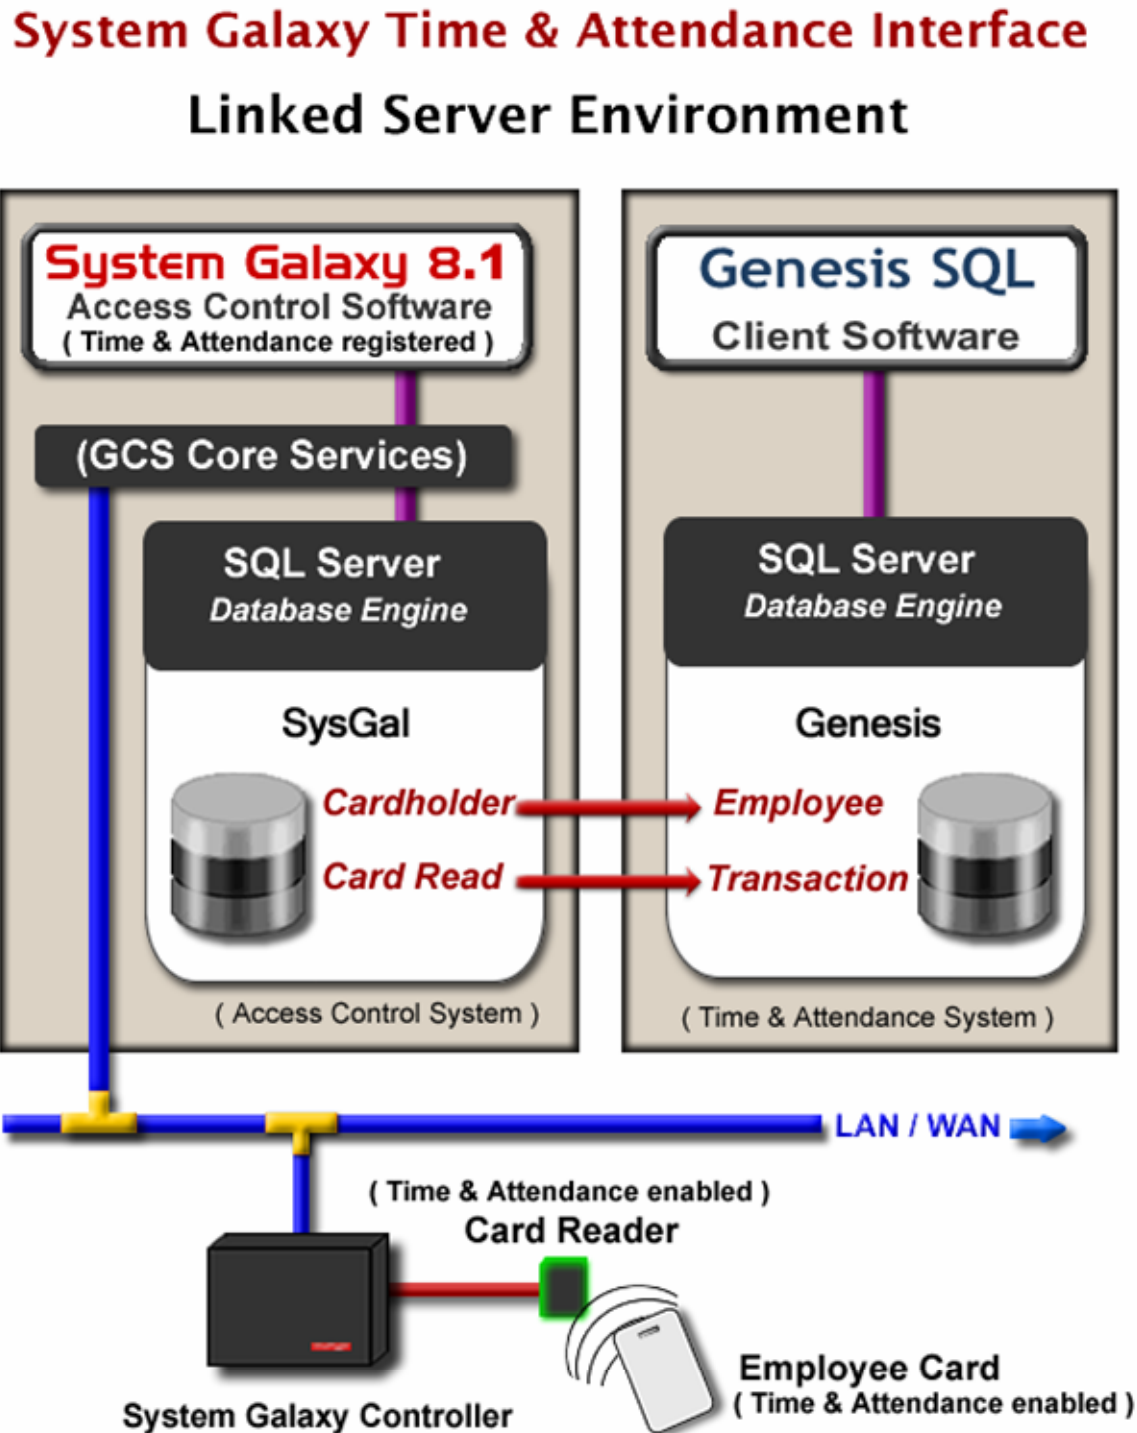 System Galaxy Time & Attendance Interface
Linked Server Environment
System Galaxy 8.1
Access Control Software
( Time & Attendance registered )
(GCS Core Services)
SQL Server
Database Engine
SysGal
Cardholder
Card Read
( Access Control System )
Genesis SQL
Client Software
SQL Server
Database Engine
Genesis
Employee
Transaction
( Time & Attendance System )
LAN / WAN
( Time & Attendance enabled )
Card Reader
System Galaxy Controller
Employee Card
( Time & Attendance enabled )